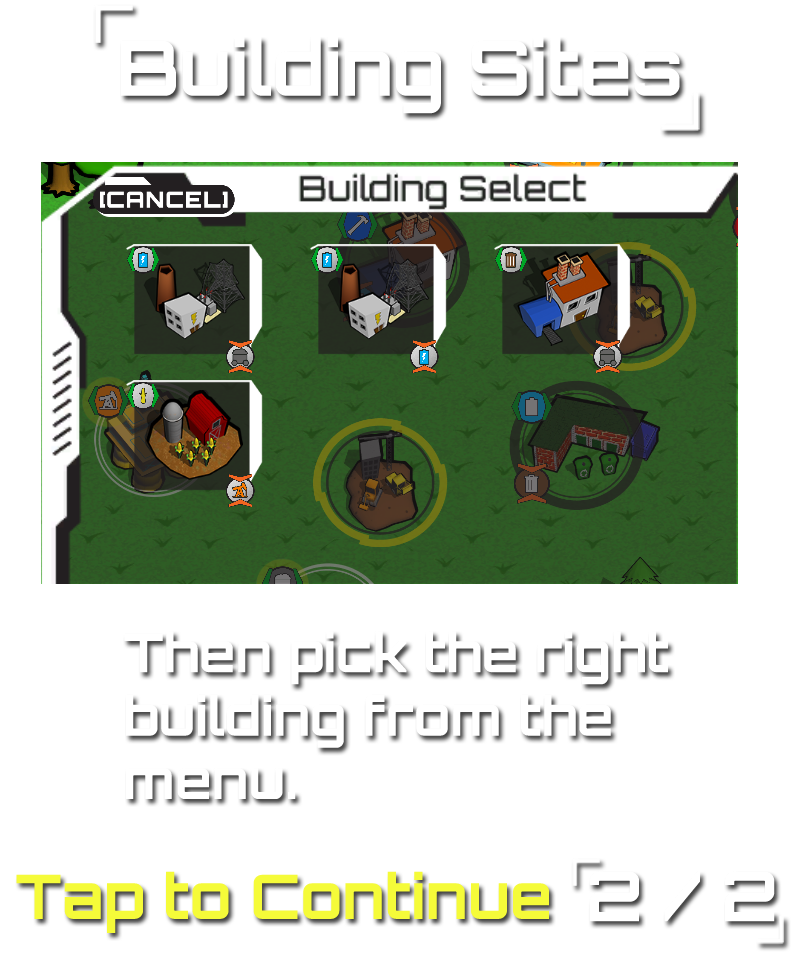 Building Sites
[CANCEL]
Building Select
Then pick the right
building from the
menu.
Tap to Continue
2 / 2